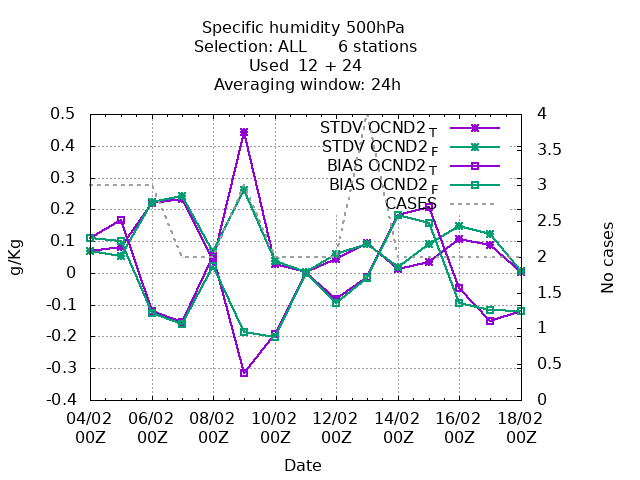 Specific humidity 500hPa
Selection: ALL 6 stations
Used 12 + 24
Averaging window: 24h
0.5
0.4
0.3
0.2
0.1
0
-0.1
-0.2
-0.3
-0.4
g/Kg
STDV OCND2 T
STDV OCND2 F
BIAS OCND2 T
BIAS OCND2 F
CASES
4
3.5
3
2.5
2
1.5
1
0.5
0
No cases
04/02 06/02 08/02 10/02 12/02 14/02 16/02 18/02
00Z 00Z 00Z 00Z 00Z 00Z 00Z 00Z
Date